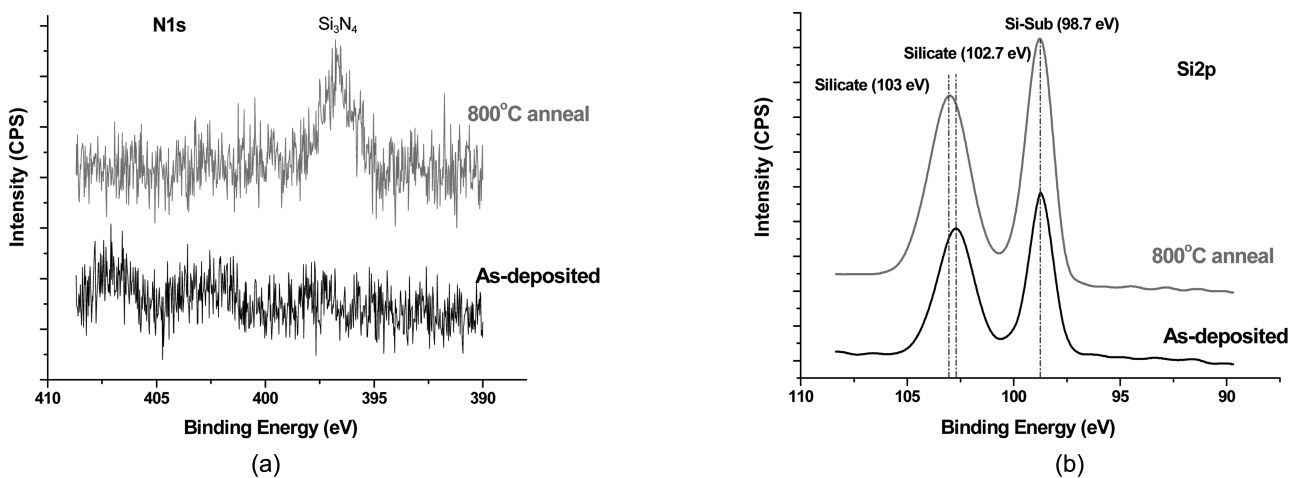 N1s
Si₃N₄
800°C anneal
As-deposited
Intensity (CPS)
410 405 400 395 390
Binding Energy (eV)
(a)
Si-Sub (98.7 eV)
Silicate (102.7 eV)
Silicate (103 eV)
Si2p
800°C anneal
As-deposited
Intensity (CPS)
110 105 100 95 90
Binding Energy (eV)
(b)